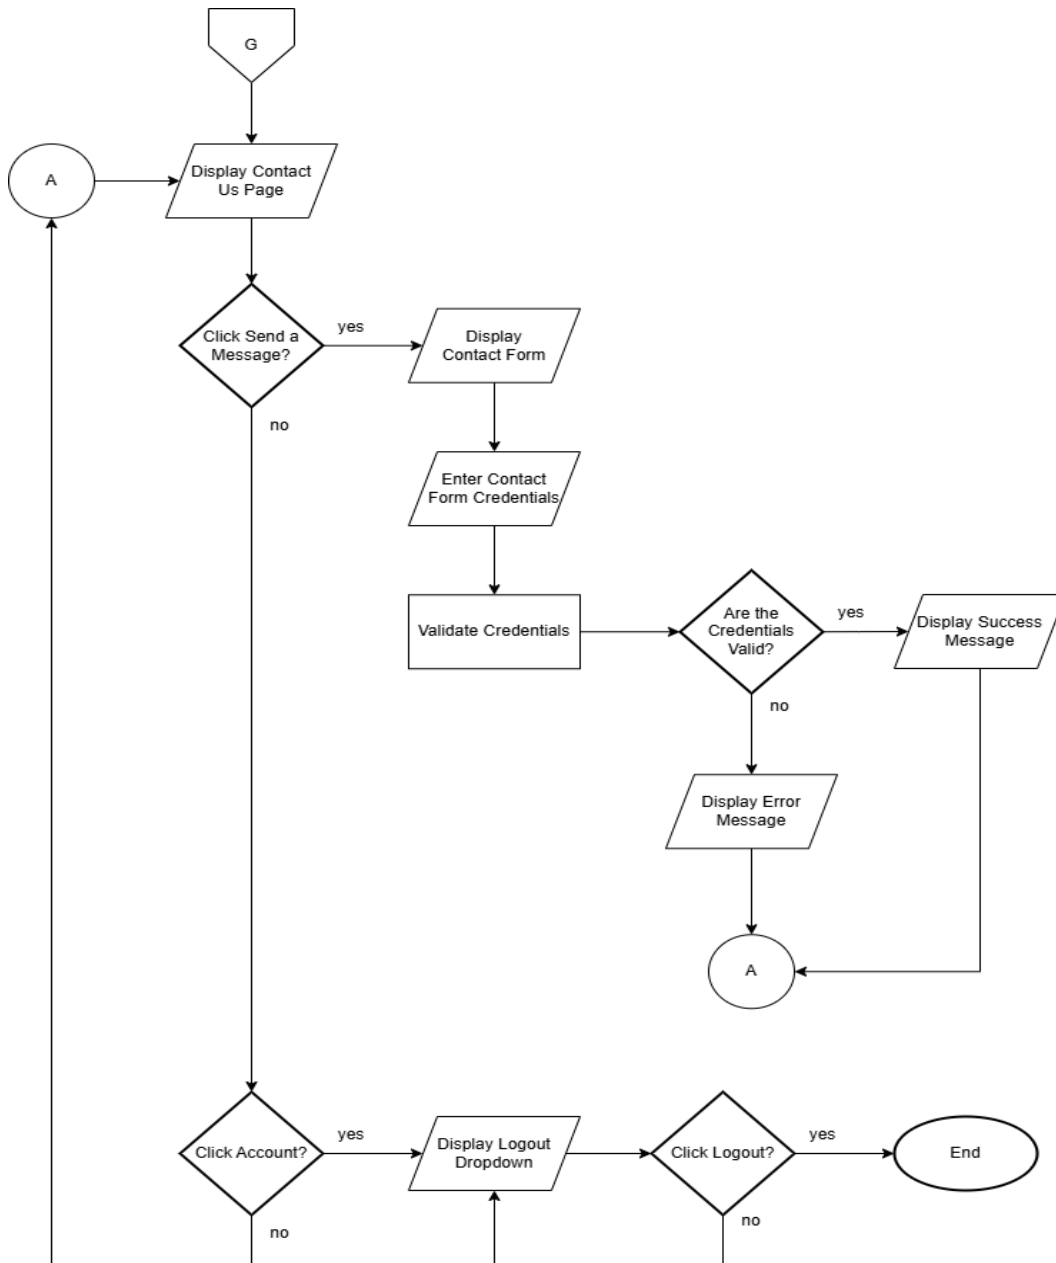 G
A
Display Contact
Us Page
Click Send a
Message?
yes
Display
Contact Form
no
Enter Contact
Form Credentials
Validate Credentials
Are the
Credentials
Valid?
yes
Display Success
Message
no
Display Error
Message
A
Click Account?
yes
Display Logout
Dropdown
Click Logout?
yes
End
no
no